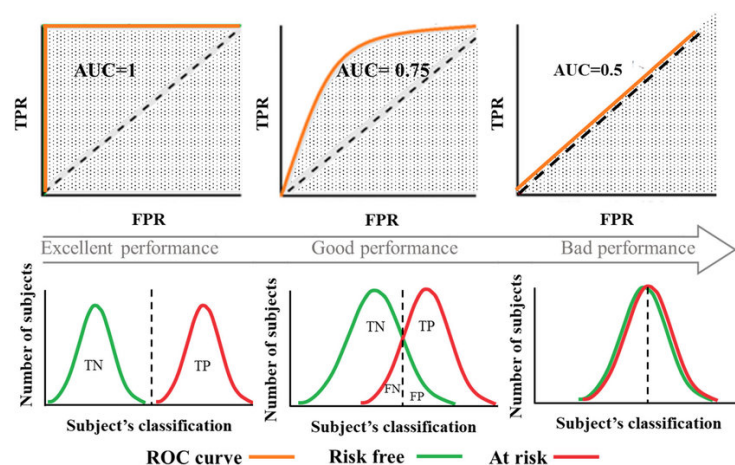 TPR
AUC=1
FPR
TPR
AUC= 0.75
FPR
TPR
AUC=0.5
FPR
Excellent performance
Good performance
Bad performance
Number of subjects
TN
TP
Subject's classification
Number of subjects
TN
TP
FN
FP
Subject's classification
Number of subjects
Subject's classification
ROC curve
Risk free
At risk